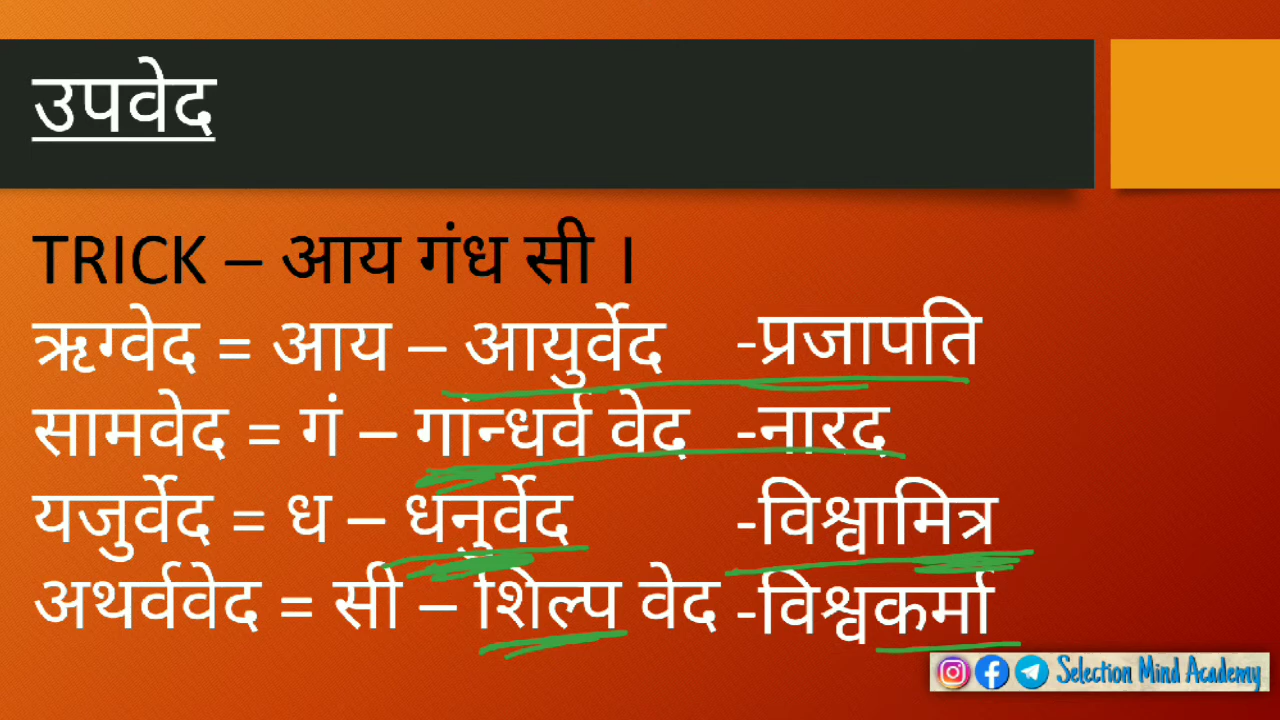 उपवेद
TRICK – आय गंध सी ।
ऋग्वेद = आय – आयुर्वेद -प्रजापति
सामवेद = गं – गान्धर्व वेद -नारद
यजुर्वेद = ध – धनुर्वेद -विश्वामित्र
अथर्ववेद = सी – शिल्प वेद -विश्वकर्मा
Selection Mind Academy